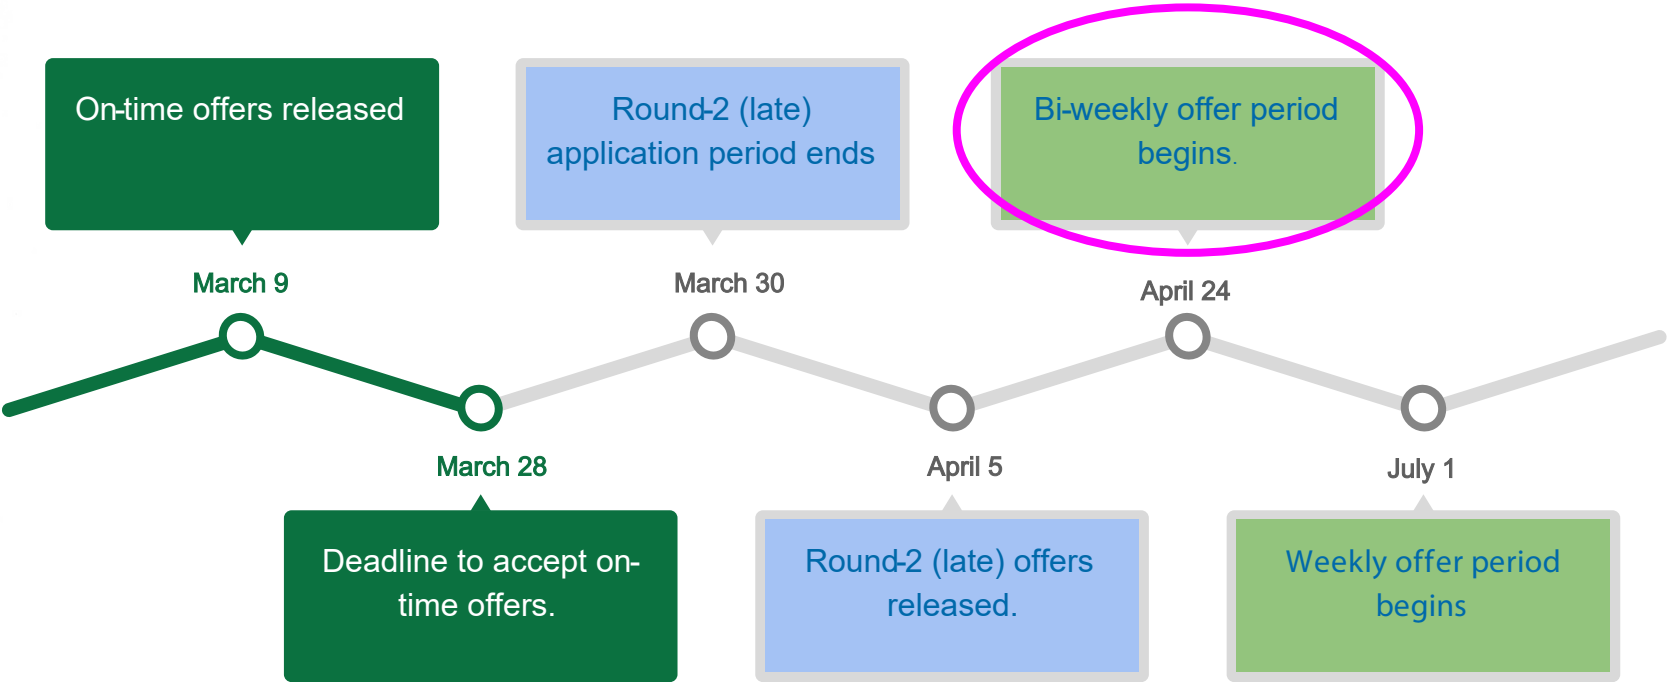 On-time offers released
March 9
Round-2 (late)
application period ends
March 30
Bi-weekly offer period
begins.
April 24
March 28
Deadline to accept on-
time offers.
April 5
Round-2 (late) offers
released.
July 1
Weekly offer period
begins